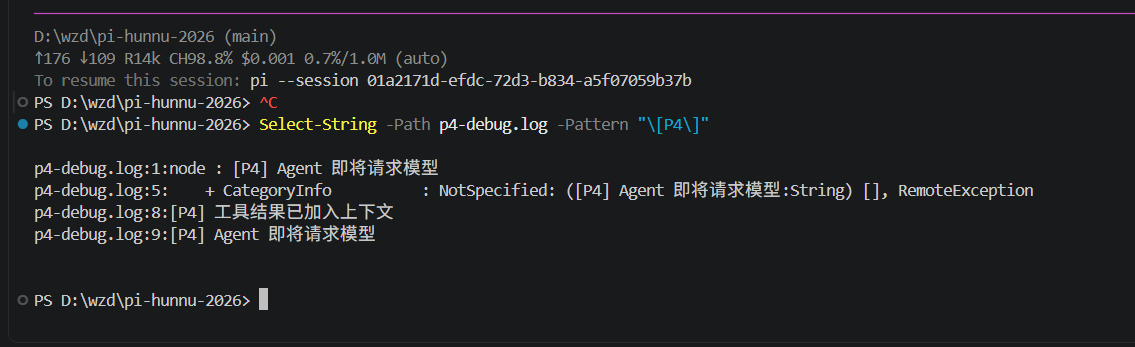 D:\wzd\pi-hunnu-2026 (main)
↑176 ↓109 R14k CH98.8% $0.001 0.7%/1.0M (auto)
To resume this session: pi --session 01a2171d-efdc-72d3-b834-a5f07059b37b
PS D:\wzd\pi-hunnu-2026> ^C
PS D:\wzd\pi-hunnu-2026> Select-String -Path p4-debug.log -Pattern "\[P4\]"
p4-debug.log:1:node : [P4] Agent 即将请求模型
p4-debug.log:5:    + CategoryInfo          : NotSpecified: ([P4] Agent 即将请求模型:String) [], RemoteException
p4-debug.log:8:[P4] 工具结果已加入上下文
p4-debug.log:9:[P4] Agent 即将请求模型
PS D:\wzd\pi-hunnu-2026>